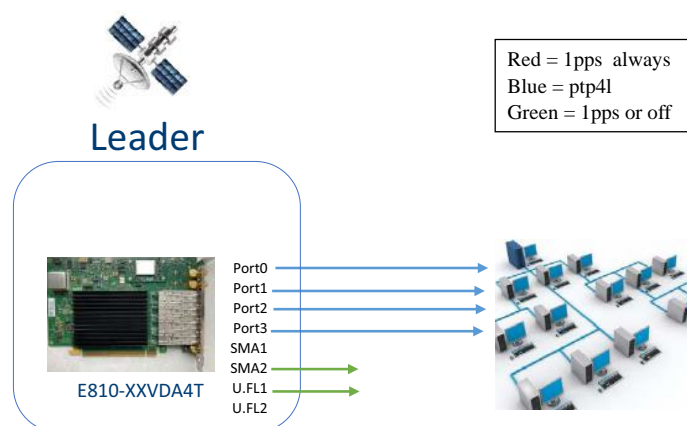 Red = 1pps always
Blue = ptp4l
Green = 1pps or off
Leader
Port0
Port1
Port2
Port3
SMA1
SMA2
U.FL1
U.FL2
E810-XXVDA4T